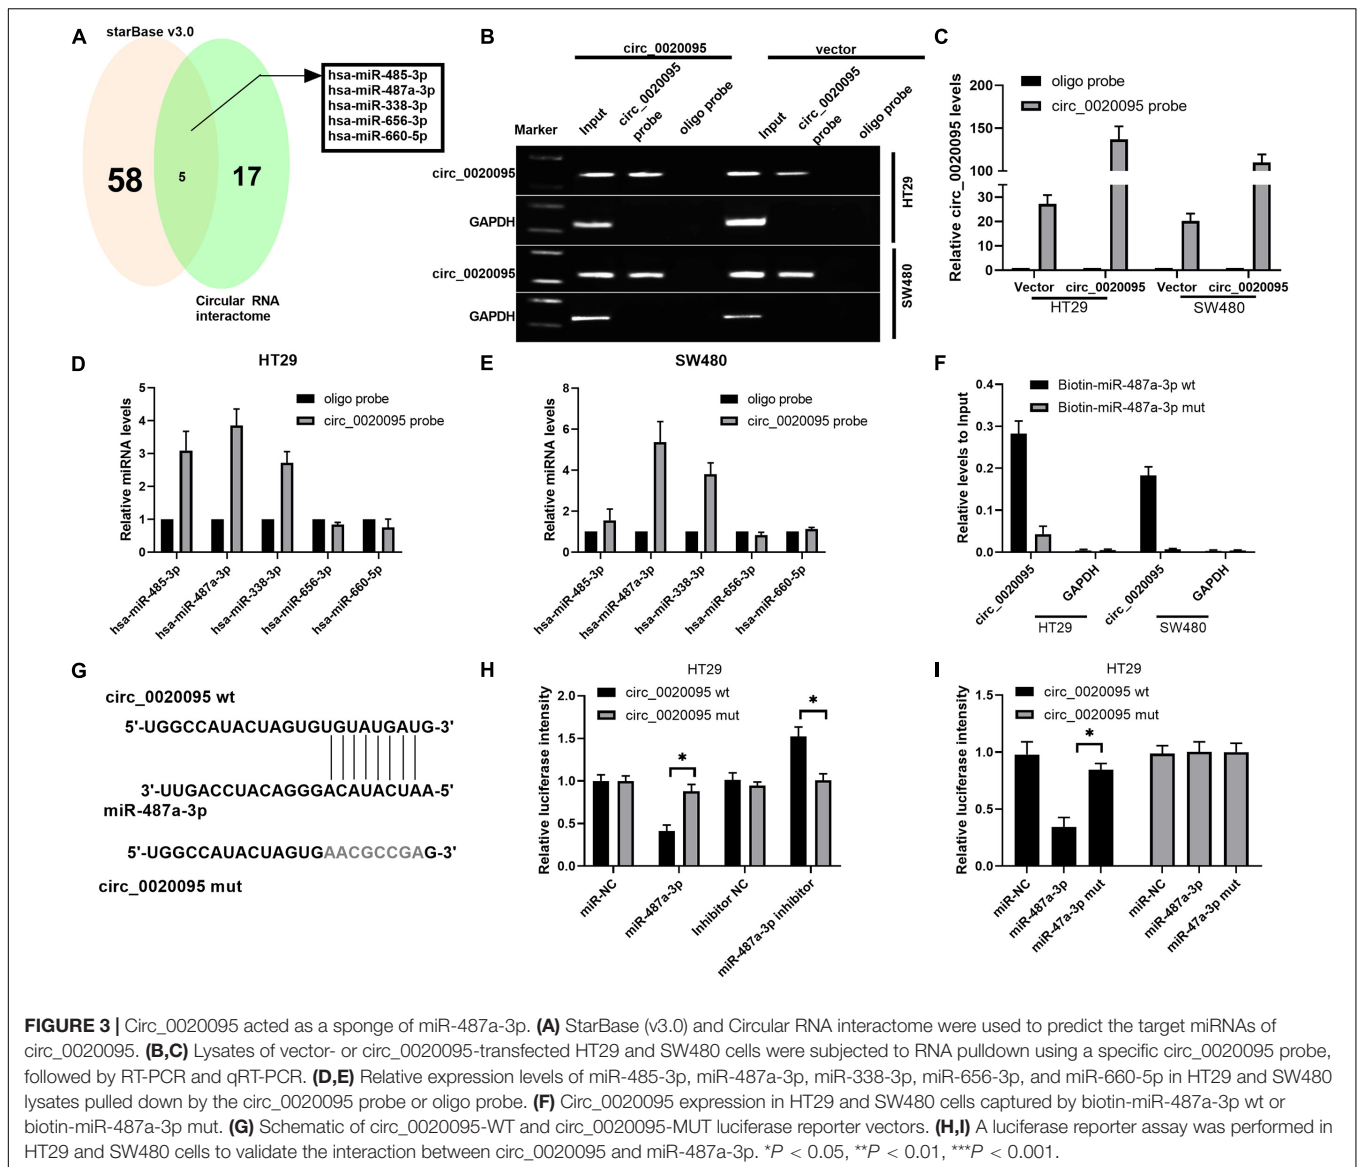 A
starBase v3.0
hsa-miR-485-3p
hsa-miR-487a-3p
hsa-miR-338-3p
hsa-miR-656-3p
hsa-miR-660-5p
58
5
17
Circular RNA
interactome
B
circ_0020095
vector
Marker
Input
circ_0020095
probe
oligo probe
Input
circ_0020095
probe
oligo probe
circ_0020095
GAPDH
circ_0020095
GAPDH
HT29
SW480
C
Relative circ_0020095 levels
oligo probe
circ_0020095 probe
200
150
100
30
20
10
0
Vector
circ_0020095
Vector
circ_0020095
HT29
SW480
D
HT29
Relative miRNA levels
oligo probe
circ_0020095 probe
5
4
3
2
1
0
hsa-miR-485-3p
hsa-miR-487a-3p
hsa-miR-338-3p
hsa-miR-656-3p
hsa-miR-660-5p
E
SW480
Relative miRNA levels
oligo probe
circ_0020095 probe
8
6
4
2
0
hsa-miR-485-3p
hsa-miR-487a-3p
hsa-miR-338-3p
hsa-miR-656-3p
hsa-miR-660-5p
F
Relative levels to Input
Biotin-miR-487a-3p wt
Biotin-miR-487a-3p mut
0.4
0.3
0.2
0.1
0.0
circ_0020095
GAPDH
circ_0020095
GAPDH
HT29
SW480
G
circ_0020095 wt
5'-UGGCCAUACUAGUGUGUAUGAUG-3'
3'-UUGACCUACAGGGACAUACUAA-5'
miR-487a-3p
5'-UGGCCAUACUAGUGAACGCCGAG-3'
circ_0020095 mut
H
HT29
Relative luciferase intensity
circ_0020095 wt
circ_0020095 mut
2.0
1.5
1.0
0.5
0.0
*
*
miR-NC
miR-487a-3p
Inhibitor NC
miR-487a-3p inhibitor
I
HT29
Relative luciferase intensity
circ_0020095 wt
circ_0020095 mut
1.5
1.0
0.5
0.0
*
miR-NC
miR-487a-3p
miR-47a-3p mut
miR-NC
miR-487a-3p
miR-47a-3p mut
FIGURE 3 | Circ_0020095 acted as a sponge of miR-487a-3p. (A) StarBase (v3.0) and Circular RNA interactome were used to predict the target miRNAs of
circ_0020095. (B,C) Lysates of vector- or circ_0020095-transfected HT29 and SW480 cells were subjected to RNA pulldown using a specific circ_0020095 probe,
followed by RT-PCR and qRT-PCR. (D,E) Relative expression levels of miR-485-3p, miR-487a-3p, miR-338-3p, miR-656-3p, and miR-660-5p in HT29 and SW480
lysates pulled down by the circ_0020095 probe or oligo probe. (F) Circ_0020095 expression in HT29 and SW480 cells captured by biotin-miR-487a-3p wt or
biotin-miR-487a-3p mut. (G) Schematic of circ_0020095-WT and circ_0020095-MUT luciferase reporter vectors. (H,I) A luciferase reporter assay was performed in
HT29 and SW480 cells to validate the interaction between circ_0020095 and miR-487a-3p. *P < 0.05, **P < 0.01, ***P < 0.001.